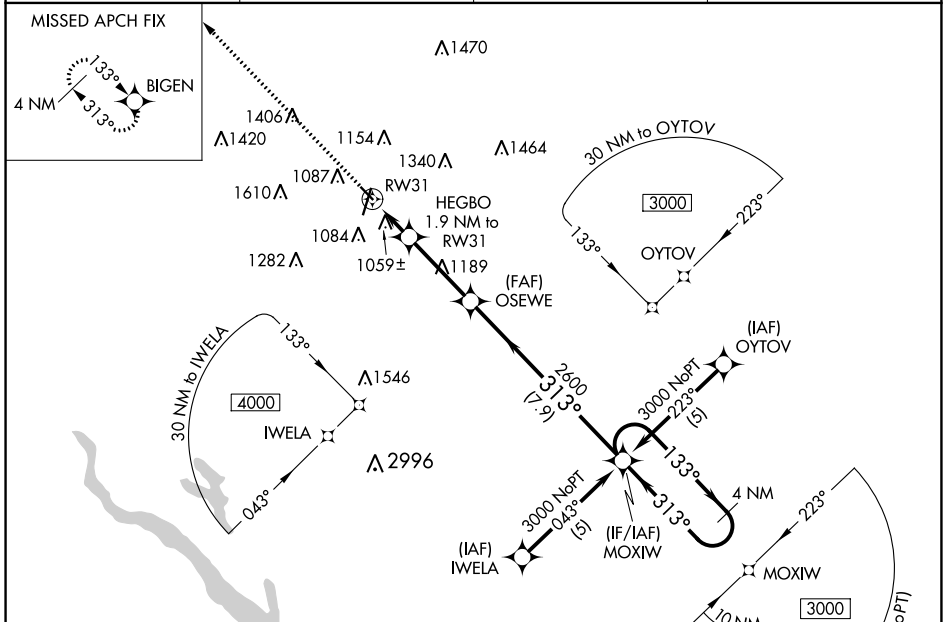 MISSED APCH FIX
133°
BIGEN
4 NM
313°
1470
1406
1420
1154
1464
1340
1087
RW31
1610
HEGBO
1.9 NM to
RW31
1084
1059±
1282
1189
(FAF)
OSEWE
30 NM to OYTOV
3000
223°
133°
OYTOV
(IAF)
OYTOV
30 NM to IWELA
133°
4000
1546
IWELA
043°
2996
2600
313°
(7.9)
3000 NoPT
223°
(5)
133°
4 NM
313°
3000 NoPT
043°
(5)
(IF/IAF)
MOXIW
(IAF)
IWELA
223°
MOXIW
3000
10 NM
oPT)